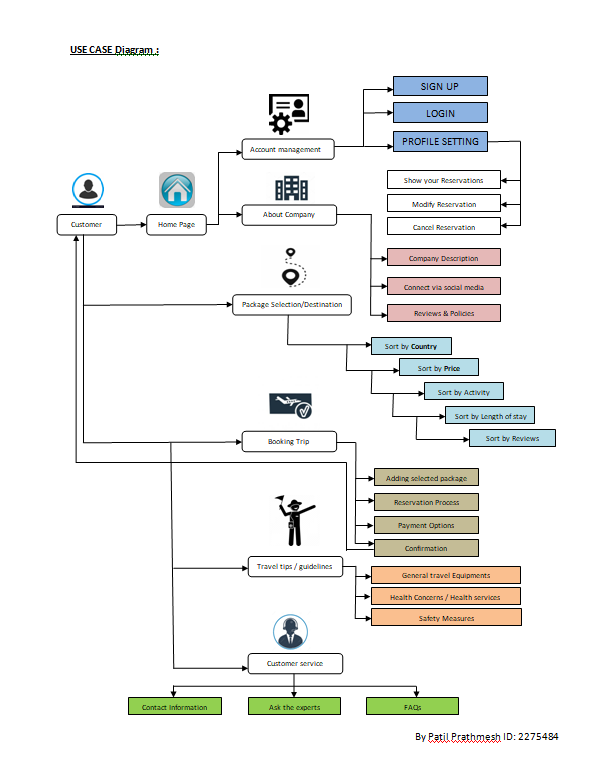 USE CASE Diagram :
SIGN UP
LOGIN
Account management
PROFILE SETTING
Show your Reservations
Modify Reservation
Customer
Home Page
About Company
Cancel Reservation
Company Description
Connect via social media
Package Selection/Destination
Reviews & Policies
Sort by Country
Sort by Price
Sort by Activity
Sort by Length of stay
Booking Trip
Sort by Reviews
Adding selected package
Reservation Process
Payment Options
Confirmation
Travel tips / guidelines
General travel Equipments
Health Concerns / Health services
Safety Measures
Customer service
Contact Information
Ask the experts
FAQs
By Patil Prathmesh ID: 2275484